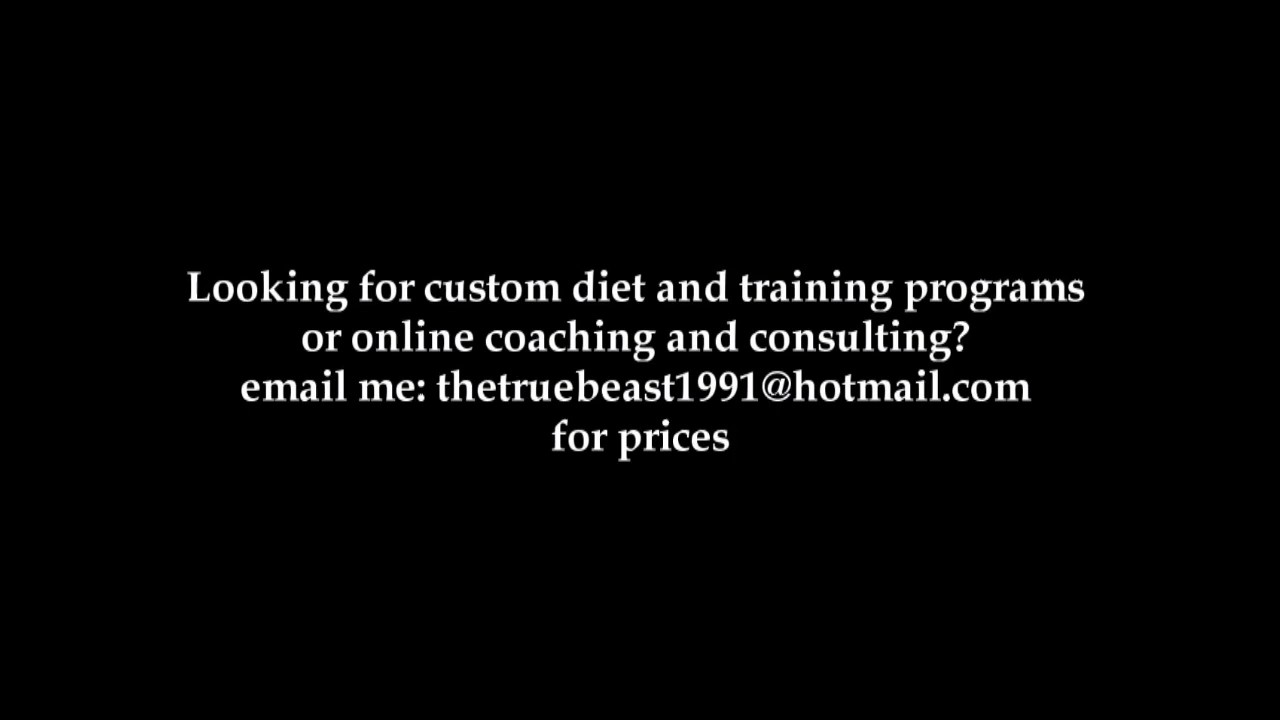 Looking for custom diet and training programs
or online coaching and consulting?
email me: thetruebeast1991@hotmail.com
for prices